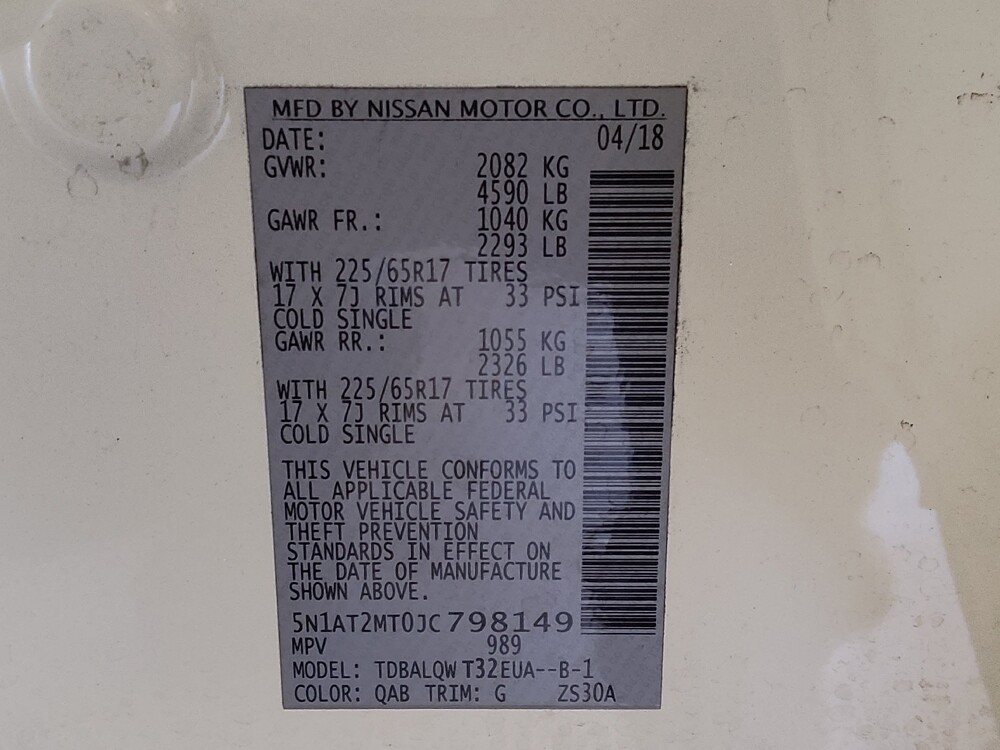 MFD BY NISSAN MOTOR CO., LTD.
DATE: 04/18
GVWR: 2082 KG
4590 LB
GAWR FR.: 1040 KG
2293 LB
WITH 225/65R17 TIRES
17 X 7J RIMS AT 33 PSI
COLD SINGLE
GAWR RR.: 1055 KG
2326 LB
WITH 225/65R17 TIRES
17 X 7J RIMS AT 33 PSI
COLD SINGLE
THIS VEHICLE CONFORMS TO
ALL APPLICABLE FEDERAL
MOTOR VEHICLE SAFETY AND
THEFT PREVENTION
STANDARDS IN EFFECT ON
THE DATE OF MANUFACTURE
SHOWN ABOVE.
5N1AT2MT0JC798149
MPV 989
MODEL: TDBALQW T32EUA--B-1
COLOR: QAB TRIM: G ZS30A